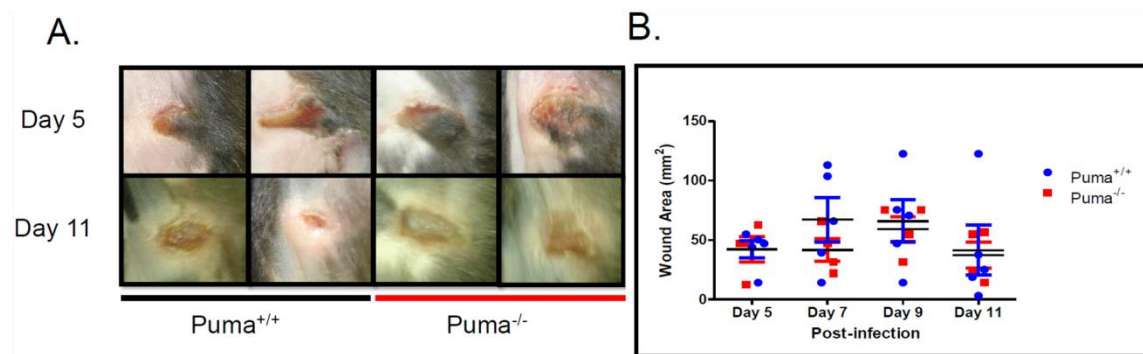 A.
Day 5
Day 11
Puma+/+ Puma-/-
B.
Wound Area (mm2)
150
100
50
0
Day 5 Day 7 Day 9 Day 11
Post-infection
Puma+/+
Puma-/-